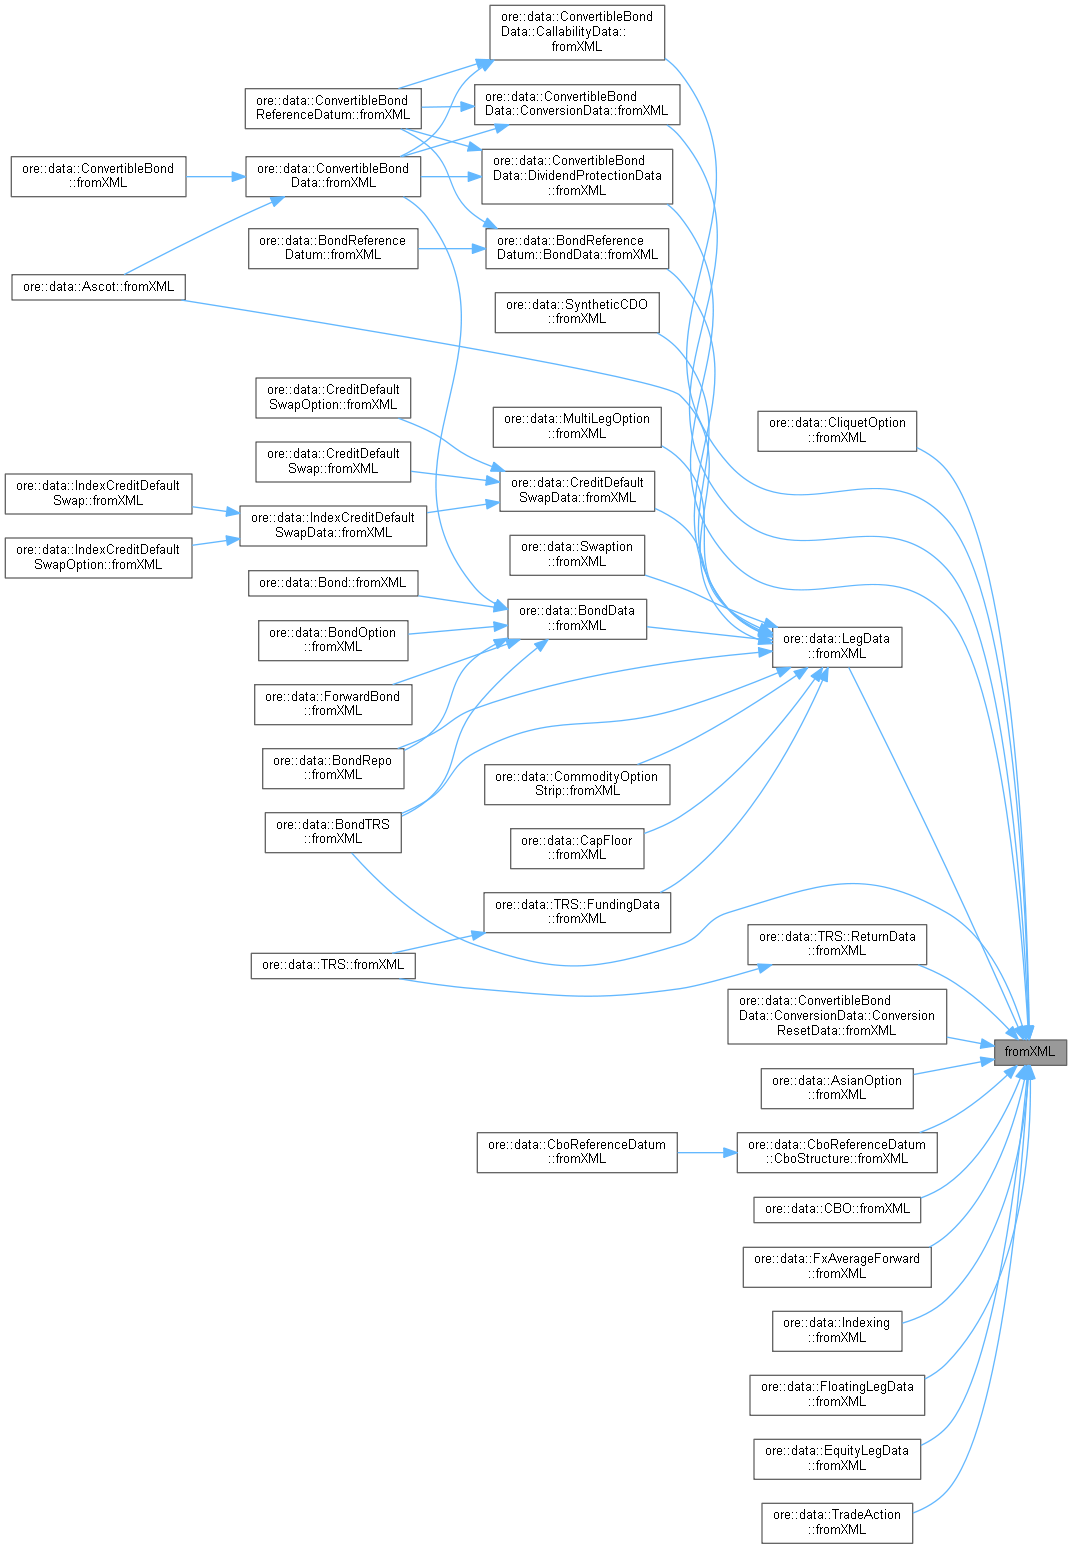 ore::data::ConvertibleBond
Data::CallabilityData::
fromXML
ore::data::ConvertibleBond
ReferenceDatum::fromXML
ore::data::ConvertibleBond
Data::ConversionData::fromXML
ore::data::ConvertibleBond
::fromXML
ore::data::ConvertibleBond
Data::fromXML
ore::data::ConvertibleBond
Data::DividendProtectionData
::fromXML
ore::data::BondReference
Datum::fromXML
ore::data::BondReference
Datum::BondData::fromXML
ore::data::Ascot::fromXML
ore::data::SyntheticCDO
::fromXML
ore::data::CreditDefault
SwapOption::fromXML
ore::data::MultiLegOption
::fromXML
ore::data::CliquetOption
::fromXML
ore::data::CreditDefault
Swap::fromXML
ore::data::IndexCreditDefault
Swap::fromXML
ore::data::CreditDefault
SwapData::fromXML
ore::data::IndexCreditDefault
SwapData::fromXML
ore::data::IndexCreditDefault
SwapOption::fromXML
ore::data::Swaption
::fromXML
ore::data::Bond::fromXML
ore::data::BondData
::fromXML
ore::data::BondOption
::fromXML
ore::data::LegData
::fromXML
ore::data::ForwardBond
::fromXML
ore::data::BondRepo
::fromXML
ore::data::CommodityOption
Strip::fromXML
ore::data::BondTRS
::fromXML
ore::data::CapFloor
::fromXML
ore::data::TRS::FundingData
::fromXML
ore::data::TRS::ReturnData
::fromXML
ore::data::TRS::fromXML
ore::data::ConvertibleBond
Data::ConversionData::Conversion
ResetData::fromXML
fromXML
ore::data::AsianOption
::fromXML
ore::data::CboReferenceDatum
::fromXML
ore::data::CboReferenceDatum
::CboStructure::fromXML
ore::data::CBO::fromXML
ore::data::FxAverageForward
::fromXML
ore::data::Indexing
::fromXML
ore::data::FloatingLegData
::fromXML
ore::data::EquityLegData
::fromXML
ore::data::TradeAction
::fromXML